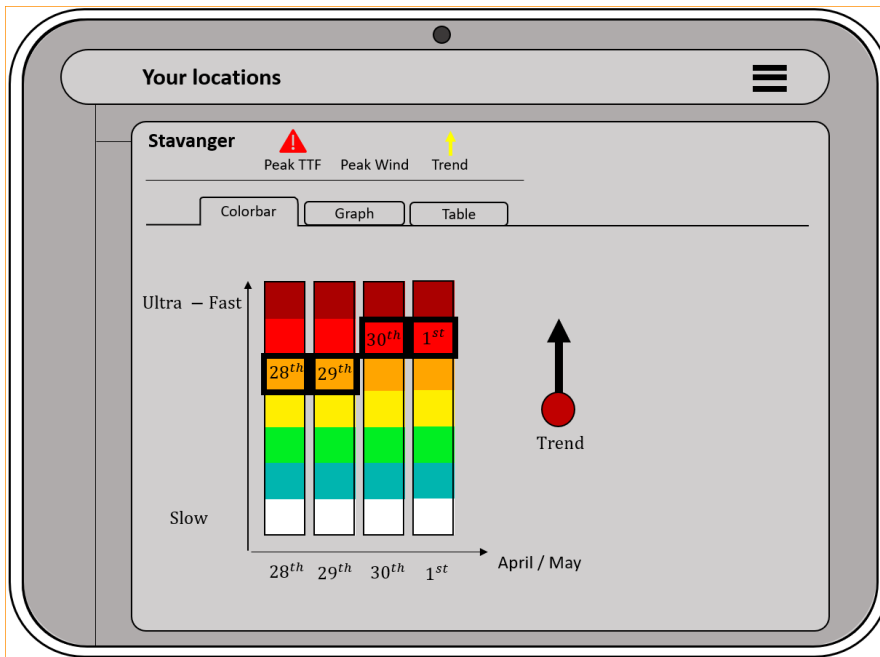 Your locations
Stavanger
!
Peak TTF Peak Wind Trend
Colorbar Graph Table
Ultra – Fast
30th 1st
28th 29th
Trend
Slow
28th 29th 30th 1st
April / May